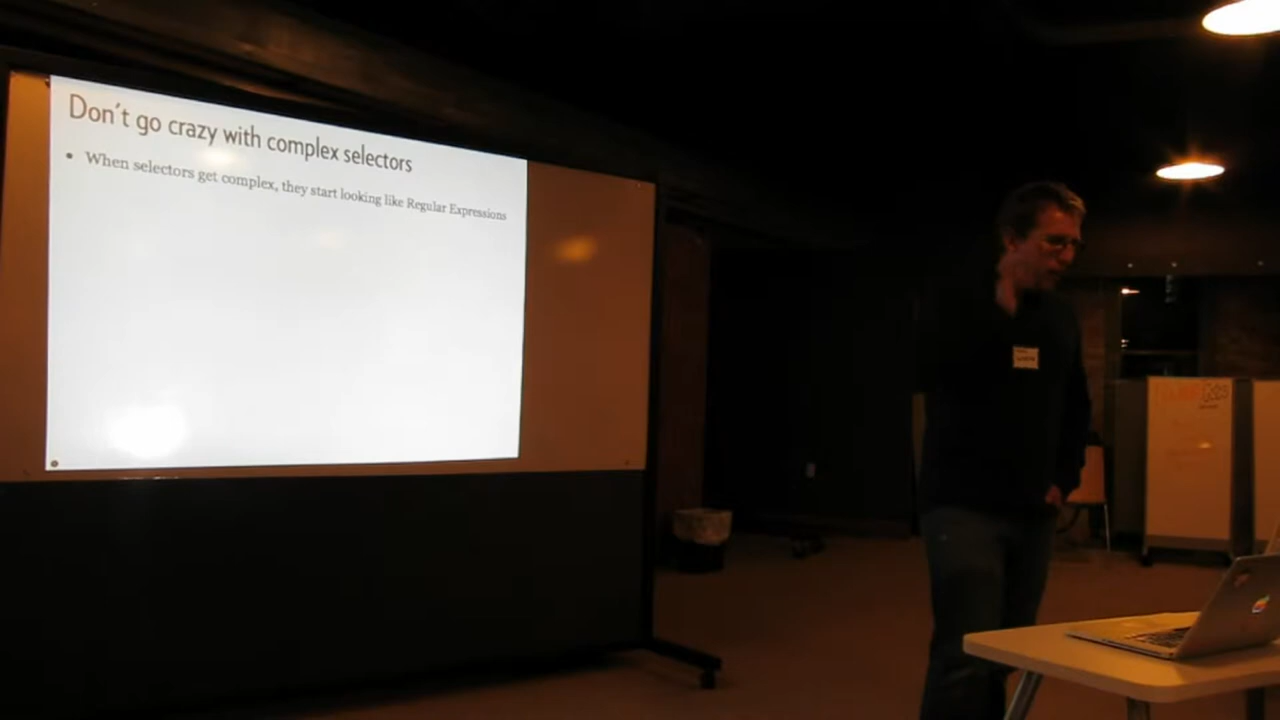 Don't go crazy with complex selectors
• When selectors get complex, they start looking like Regular Expressions